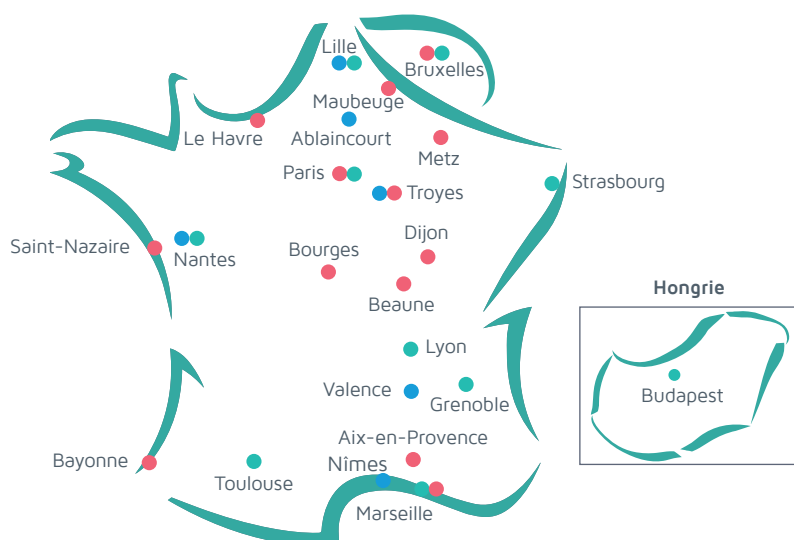 Lille
Bruxelles
Maubeuge
Le Havre
Ablaincourt
Metz
Paris
Troyes
Strasbourg
Saint-Nazaire
Nantes
Dijon
Bourges
Beaune
Hongrie
Lyon
Valence
Grenoble
Budapest
Aix-en-Provence
Bayonne
Nîmes
Toulouse
Marseille